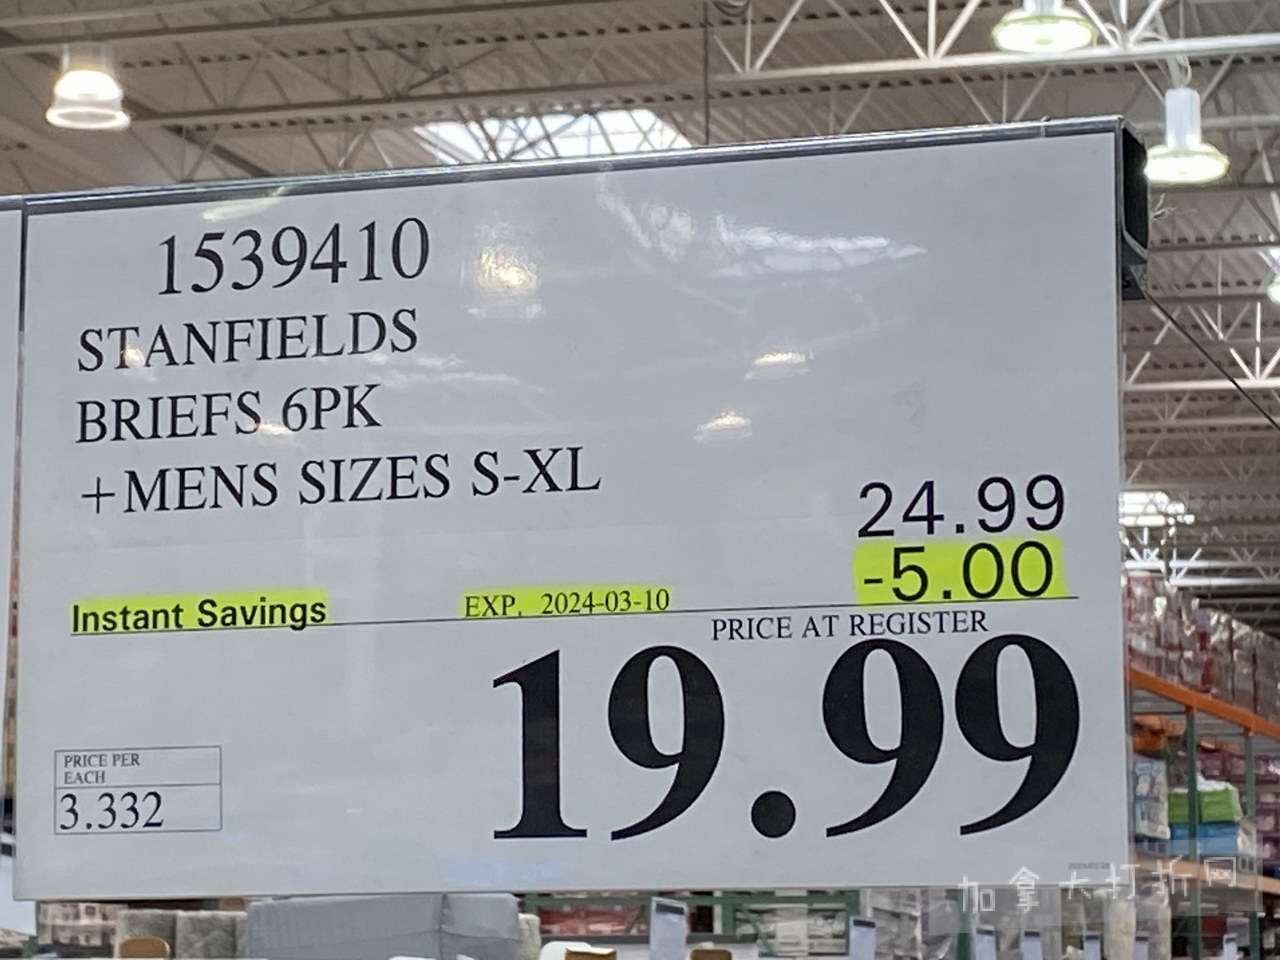 1539410
STANFIELDS
BRIEFS 6PK
+MENS SIZES S-XL
24.99
-5.00
Instant Savings EXP. 2024-03-10
PRICE AT REGISTER
19.99
PRICE PER
EACH
3.332
加拿大打折网